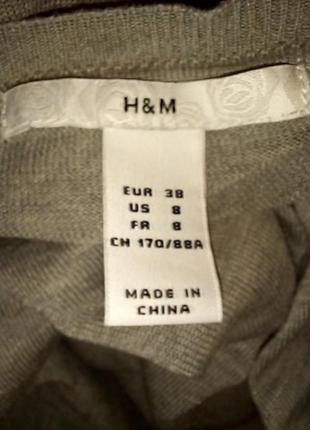 H&M
EUR 38
US 8
FR 8
CN 170/88A
MADE IN
CHINA